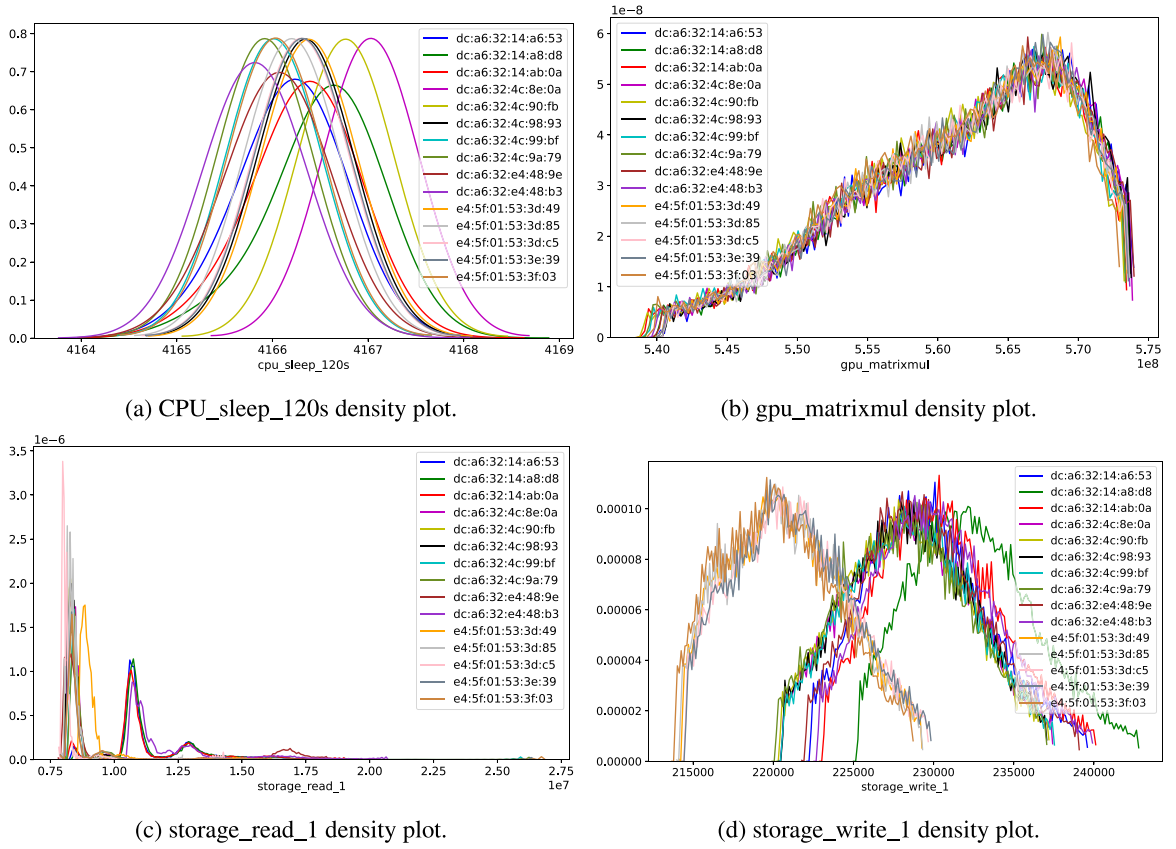 0.8
0.7
0.6
0.5
0.4
0.3
0.2
0.1
0.0
4164 4165 4166 4167 4168 4169
cpu_sleep_120s
dc:a6:32:14:a6:53
dc:a6:32:14:a8:d8
dc:a6:32:14:ab:0a
dc:a6:32:4c:8e:0a
dc:a6:32:4c:90:fb
dc:a6:32:4c:98:93
dc:a6:32:4c:99:bf
dc:a6:32:4c:9a:79
dc:a6:32:e4:48:9e
dc:a6:32:e4:48:b3
e4:5f:01:53:3d:49
e4:5f:01:53:3d:85
e4:5f:01:53:3d:c5
e4:5f:01:53:3e:39
e4:5f:01:53:3f:03
(a) CPU_sleep_120s density plot.
1e−8
6
5
4
3
2
1
0
dc:a6:32:14:a6:53
dc:a6:32:14:a8:d8
dc:a6:32:14:ab:0a
dc:a6:32:4c:8e:0a
dc:a6:32:4c:90:fb
dc:a6:32:4c:98:93
dc:a6:32:4c:99:bf
dc:a6:32:4c:9a:79
dc:a6:32:e4:48:9e
dc:a6:32:e4:48:b3
e4:5f:01:53:3d:49
e4:5f:01:53:3d:85
e4:5f:01:53:3d:c5
e4:5f:01:53:3e:39
e4:5f:01:53:3f:03
5.40 5.45 5.50 5.55 5.60 5.65 5.70 5.75
gpu_matrixmul
1e8
(b) gpu_matrixmul density plot.
1e−6
3.5
3.0
2.5
2.0
1.5
1.0
0.5
0.0
dc:a6:32:14:a6:53
dc:a6:32:14:a8:d8
dc:a6:32:14:ab:0a
dc:a6:32:4c:8e:0a
dc:a6:32:4c:90:fb
dc:a6:32:4c:98:93
dc:a6:32:4c:99:bf
dc:a6:32:4c:9a:79
dc:a6:32:e4:48:9e
dc:a6:32:e4:48:b3
e4:5f:01:53:3d:49
e4:5f:01:53:3d:85
e4:5f:01:53:3d:c5
e4:5f:01:53:3e:39
e4:5f:01:53:3f:03
0.75 1.00 1.25 1.50 1.75 2.00 2.25 2.50 2.75
storage_read_1
1e7
(c) storage_read_1 density plot.
0.00010
0.00008
0.00006
0.00004
0.00002
0.00000
dc:a6:32:14:a6:53
dc:a6:32:14:a8:d8
dc:a6:32:14:ab:0a
dc:a6:32:4c:8e:0a
dc:a6:32:4c:90:fb
dc:a6:32:4c:98:93
dc:a6:32:4c:99:bf
dc:a6:32:4c:9a:79
dc:a6:32:e4:48:9e
dc:a6:32:e4:48:b3
e4:5f:01:53:3d:49
e4:5f:01:53:3d:85
e4:5f:01:53:3d:c5
e4:5f:01:53:3e:39
e4:5f:01:53:3f:03
215000 220000 225000 230000 235000 240000
storage_write_1
(d) storage_write_1 density plot.